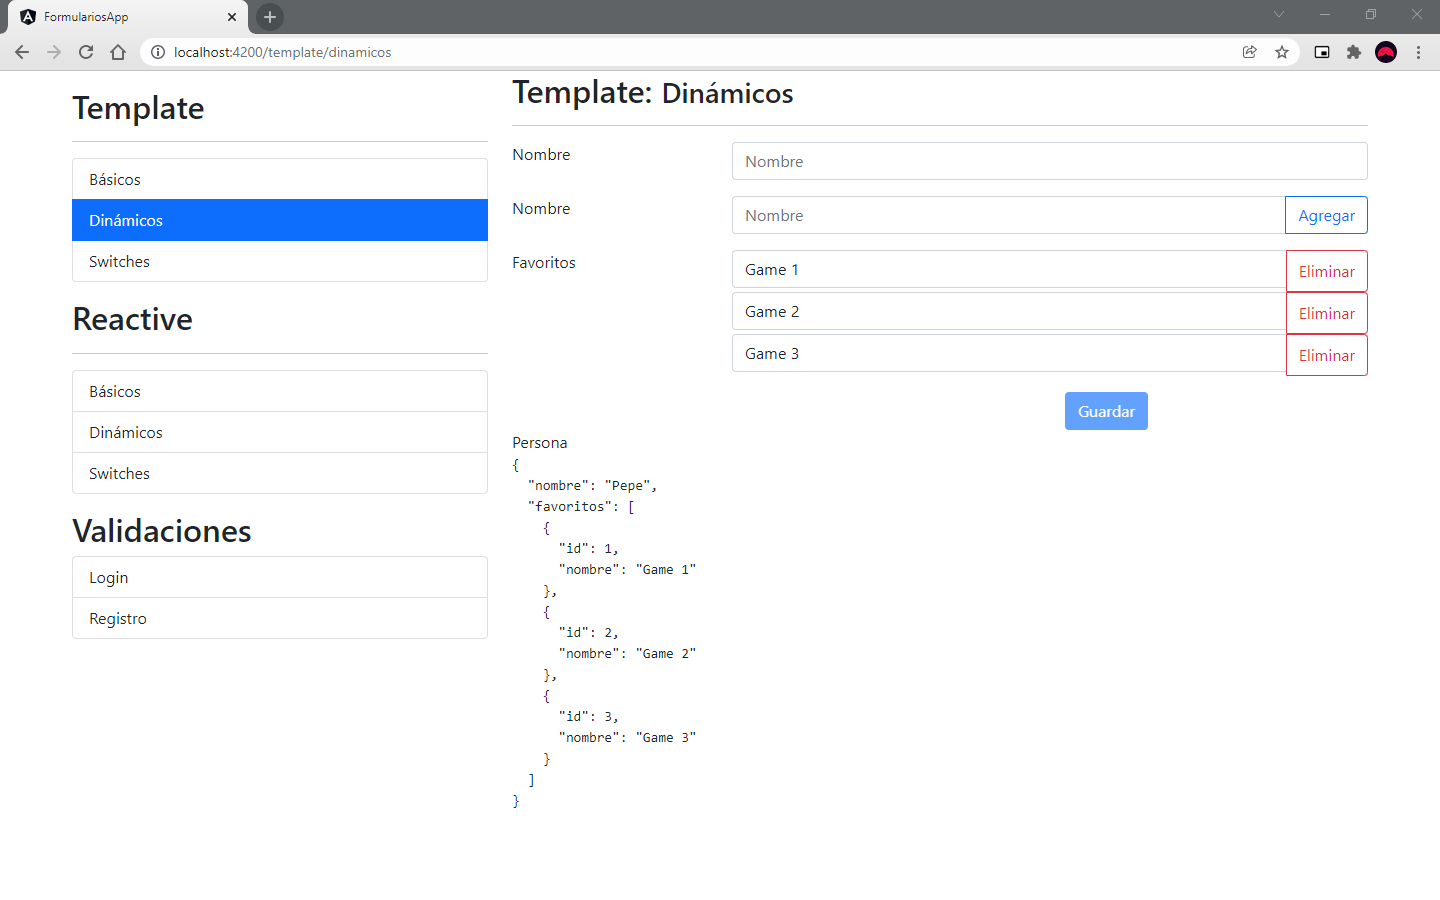 FormulariosApp
localhost:4200/template/dinamicos
Template
Básicos
Dinámicos
Switches
Reactive
Básicos
Dinámicos
Switches
Validaciones
Login
Registro
Template: Dinámicos
Nombre
Nombre
Nombre
Nombre
Agregar
Favoritos
Game 1
Eliminar
Game 2
Eliminar
Game 3
Eliminar
Guardar
Persona
{
  "nombre": "Pepe",
  "favoritos": [
    {
      "id": 1,
      "nombre": "Game 1"
    },
    {
      "id": 2,
      "nombre": "Game 2"
    },
    {
      "id": 3,
      "nombre": "Game 3"
    }
  ]
}